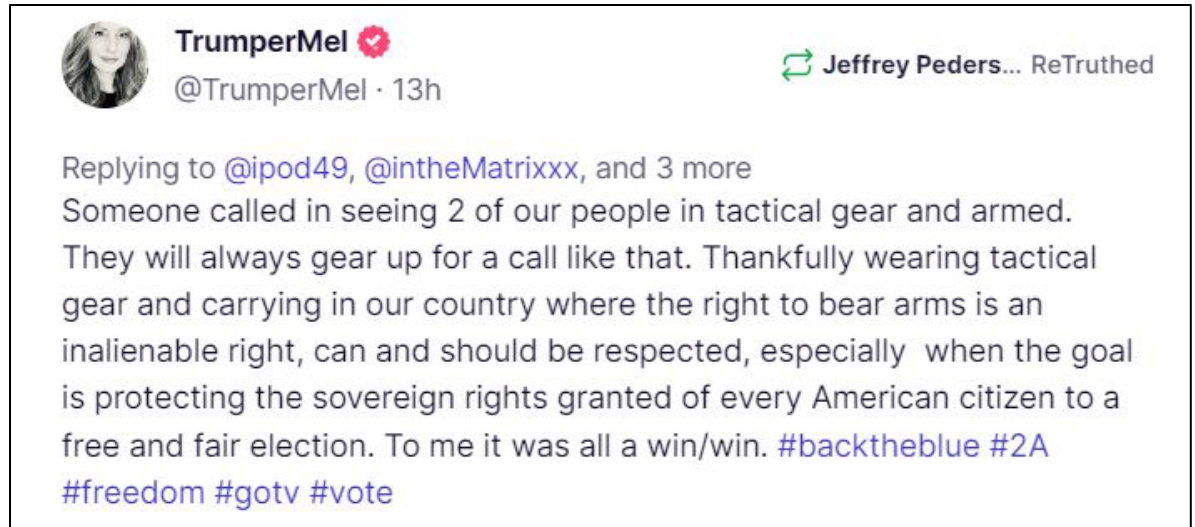 TrumperMel
Jeffrey Peders... ReTruthed
@TrumperMel · 13h
Replying to @ipod49, @intheMatrixxx, and 3 more
Someone called in seeing 2 of our people in tactical gear and armed.
They will always gear up for a call like that. Thankfully wearing tactical
gear and carrying in our country where the right to bear arms is an
inalienable right, can and should be respected, especially  when the goal
is protecting the sovereign rights granted of every American citizen to a
free and fair election. To me it was all a win/win. #backtheblue #2A
#freedom #gotv #vote